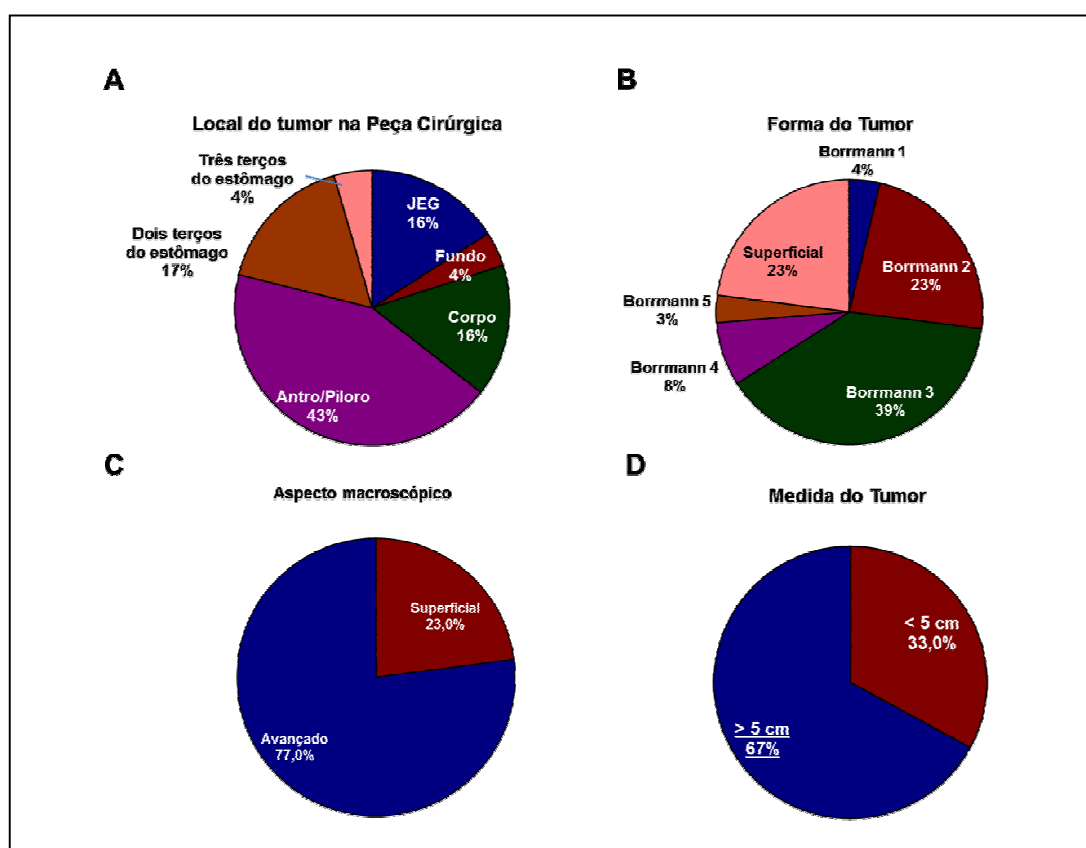 A
Local do tumor na Peça Cirúrgica
Três terços
do estômago
4%
JEG
16%
Fundo
4%
Dois terços
do estômago
17%
Corpo
16%
Antro/Piloro
43%
B
Forma do Tumor
Borrmann 1
4%
Superficial
23%
Borrmann 2
23%
Borrmann 5
3%
Borrmann 4
8%
Borrmann 3
39%
C
Aspecto macroscópico
Superficial
23,0%
Avançado
77,0%
D
Medida do Tumor
< 5 cm
33,0%
> 5 cm
67%